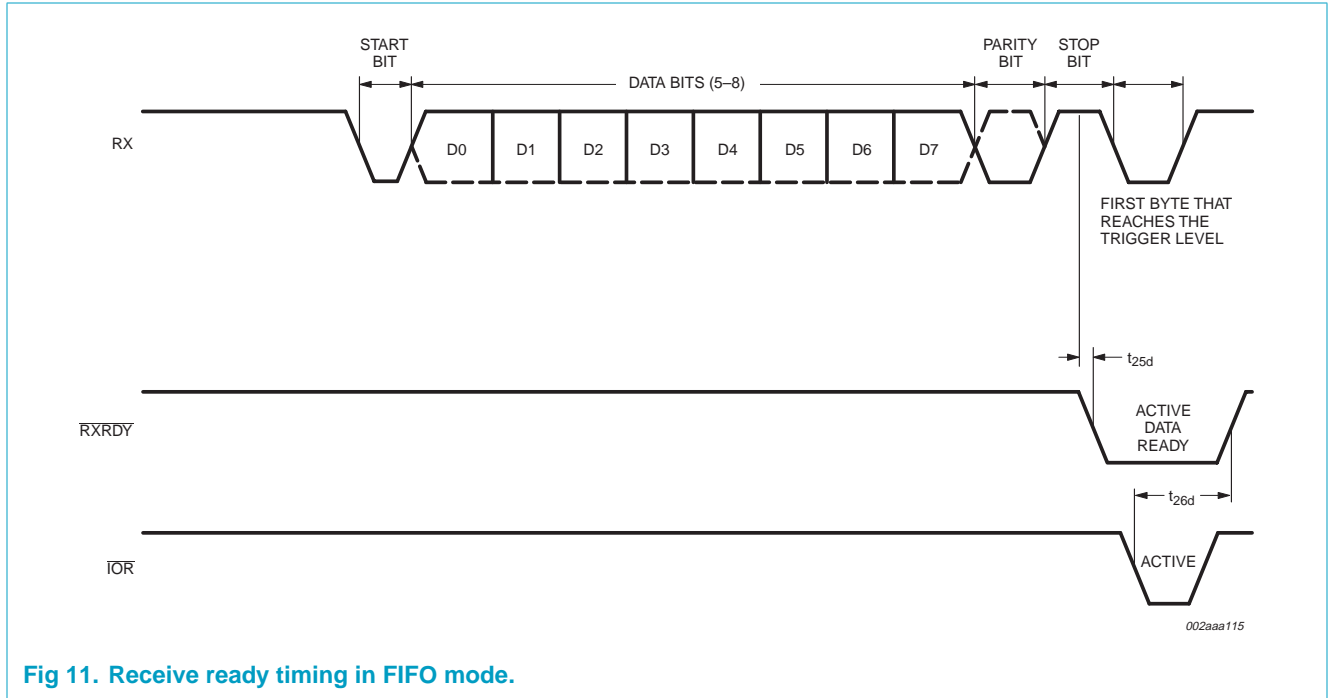 START
BIT
DATA BITS (5–8)
PARITY
BIT
STOP
BIT
RX
D0 D1 D2 D3 D4 D5 D6 D7
FIRST BYTE THAT
REACHES THE
TRIGGER LEVEL
t25d
RXRDY
ACTIVE
DATA
READY
t26d
IOR
ACTIVE
002aaa115
Fig 11. Receive ready timing in FIFO mode.